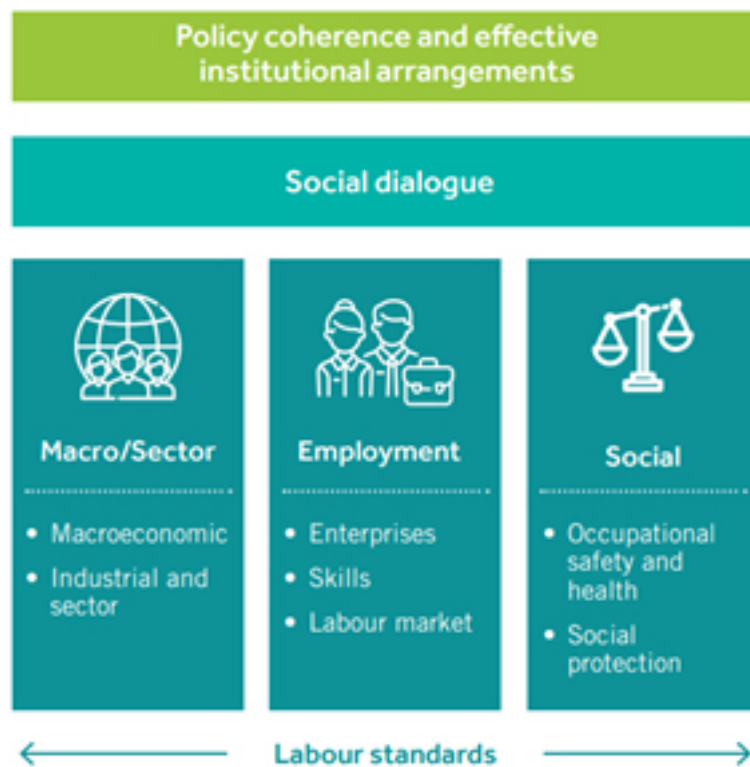 Policy coherence and effective
institutional arrangements
Social dialogue
Macro/Sector
• Macroeconomic
• Industrial and
sector
Employment
• Enterprises
• Skills
• Labour market
Social
• Occupational
safety and
health
• Social
protection
Labour standards